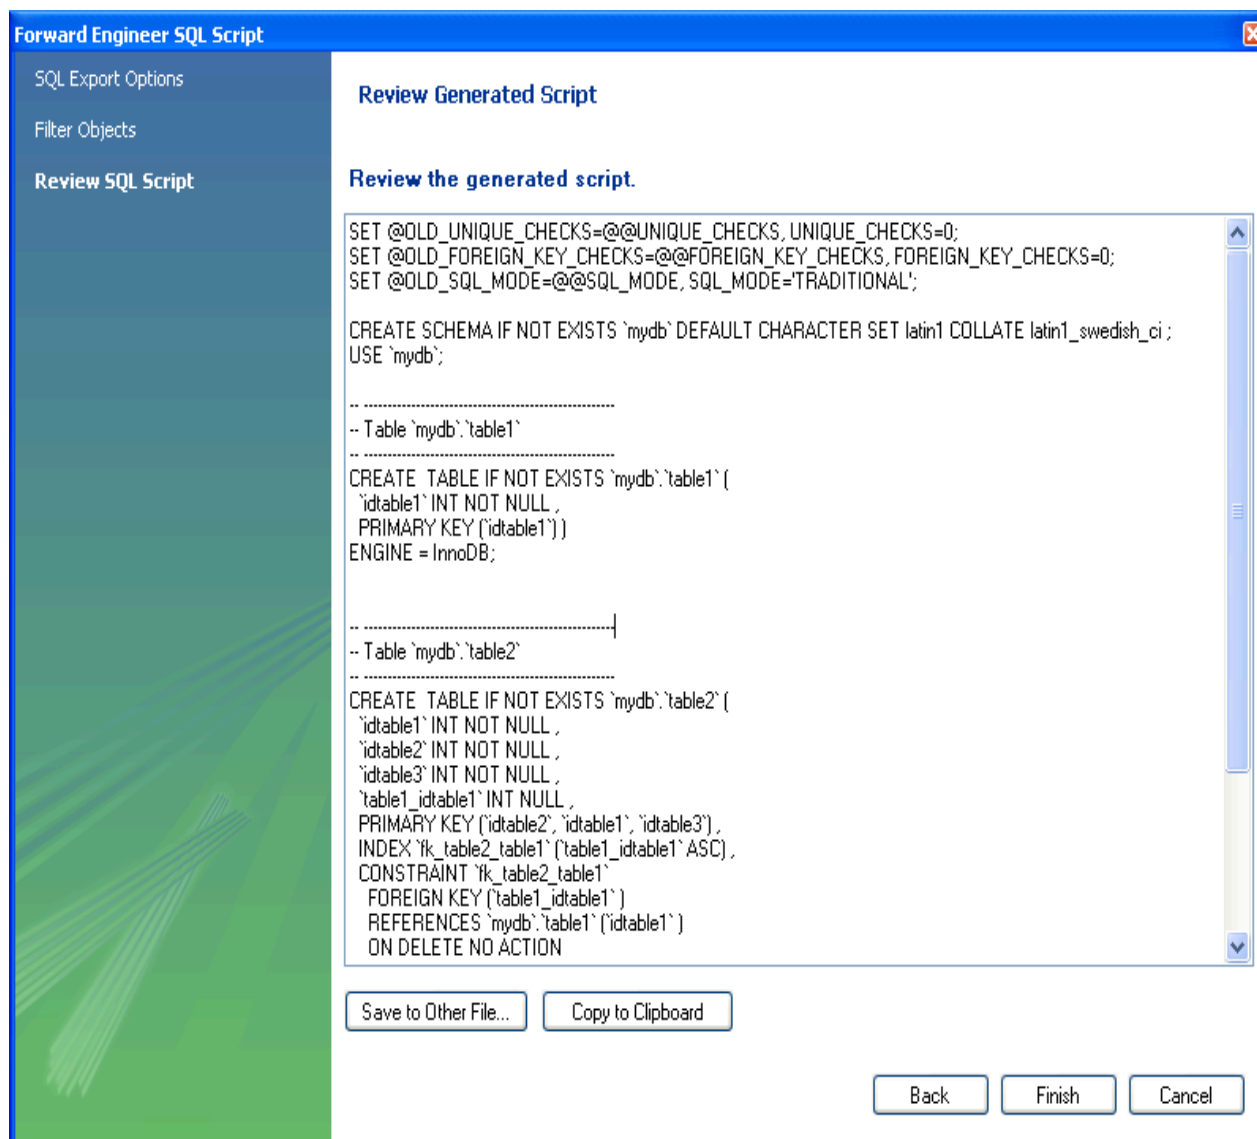 Forward Engineer SQL Script
SQL Export Options
Filter Objects
Review SQL Script
Review Generated Script
Review the generated script.
SET @OLD_UNIQUE_CHECKS=@@UNIQUE_CHECKS, UNIQUE_CHECKS=0;
SET @OLD_FOREIGN_KEY_CHECKS=@@FOREIGN_KEY_CHECKS, FOREIGN_KEY_CHECKS=0;
SET @OLD_SQL_MODE=@@SQL_MODE, SQL_MODE='TRADITIONAL';
CREATE SCHEMA IF NOT EXISTS `mydb` DEFAULT CHARACTER SET latin1 COLLATE latin1_swedish_ci ;
USE `mydb`;
-- -----------------------------------------------------
-- Table `mydb`.`table1`
-- -----------------------------------------------------
CREATE  TABLE IF NOT EXISTS `mydb`.`table1` (
  `idtable1` INT NOT NULL ,
  PRIMARY KEY (`idtable1`) )
ENGINE = InnoDB;
-- -----------------------------------------------------
-- Table `mydb`.`table2`
-- -----------------------------------------------------
CREATE  TABLE IF NOT EXISTS `mydb`.`table2` (
  `idtable1` INT NOT NULL ,
  `idtable2` INT NOT NULL ,
  `idtable3` INT NOT NULL ,
  `table1_idtable1` INT NULL ,
  PRIMARY KEY (`idtable2`, `idtable1`, `idtable3`) ,
  INDEX `fk_table2_table1` (`table1_idtable1` ASC) ,
  CONSTRAINT `fk_table2_table1`
    FOREIGN KEY (`table1_idtable1` )
    REFERENCES `mydb`.`table1` (`idtable1` )
    ON DELETE NO ACTION
Save to Other File...
Copy to Clipboard
Back
Finish
Cancel